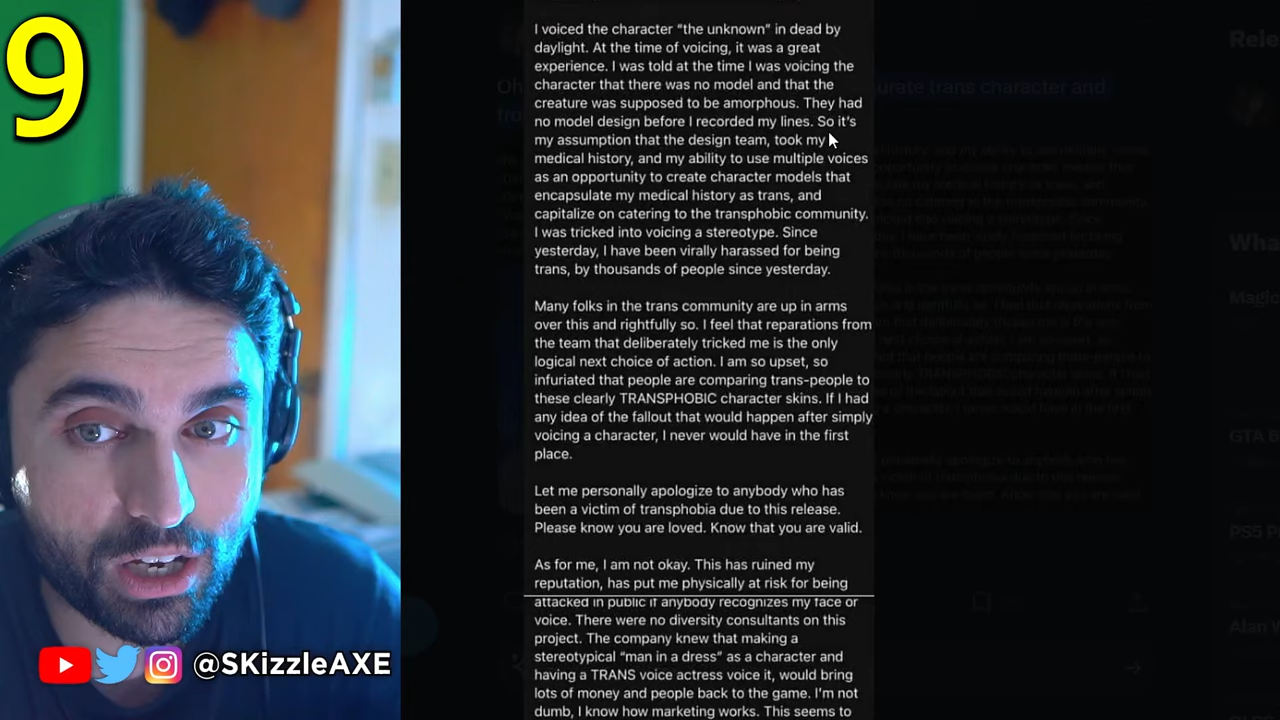 9
I voiced the character “the unknown” in dead by
daylight. At the time of voicing, it was a great
experience. I was told at the time I was voicing the
character that there was no model and that the
creature was supposed to be amorphous. They had
no model design before I recorded my lines. So it's
my assumption that the design team, took my
medical history, and my ability to use multiple voices
as an opportunity to create character models that
encapsulate my medical history as trans, and
capitalize on catering to the transphobic community.
I was tricked into voicing a stereotype. Since
yesterday, I have been virally harassed for being
trans, by thousands of people since yesterday.
Many folks in the trans community are up in arms
over this and rightfully so. I feel that reparations from
the team that deliberately tricked me is the only
logical next choice of action. I am so upset, so
infuriated that people are comparing trans-people to
these clearly TRANSPHOBIC character skins. If I had
any idea of the fallout that would happen after simply
voicing a character, I never would have in the first
place.
Let me personally apologize to anybody who has
been a victim of transphobia due to this release.
Please know you are loved. Know that you are valid.
As for me, I am not okay. This has ruined my
reputation, has put me physically at risk for being
attacked in public if anybody recognizes my face or
voice. There were no diversity consultants on this
project. The company knew that making a
stereotypical “man in a dress” as a character and
having a TRANS voice actress voice it, would bring
lots of money and people back to the game. I'm not
dumb, I know how marketing works. This seems to
urate trans character and
Rele
Wha
Magic
GTA 6
PS5 P
Alan
@SKizzleAXE